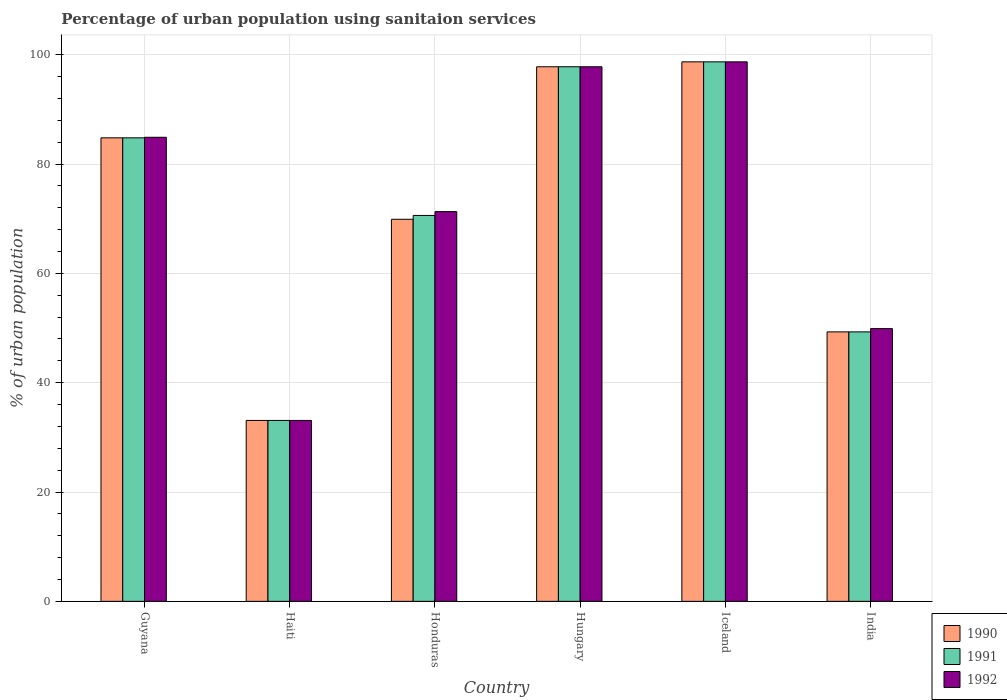 Percentage of urban population using sanitaion services
% of urban population
100
80
60
40
20
0
Guyana
Haiti
Honduras
Hungary
Iceland
India
Country
1990
1991
1992